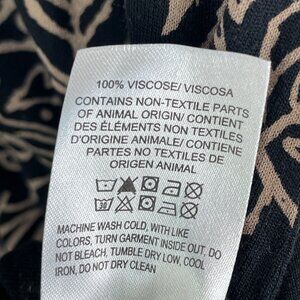 100% VISCOSE/ VISCOSA
CONTAINS NON-TEXTILE PARTS
OF ANIMAL ORIGIN/ CONTIENT
DES ÉLÉMENTS NON TEXTILES
D'ORIGINE ANIMALE/ CONTIENE
PARTES NO TEXTILES DE
ORIGEN ANIMAL
30
MACHINE WASH COLD, WITH LIKE
COLORS, TURN GARMENT INSIDE OUT, DO
NOT BLEACH, TUMBLE DRY LOW, COOL
IRON, DO NOT DRY CLEAN